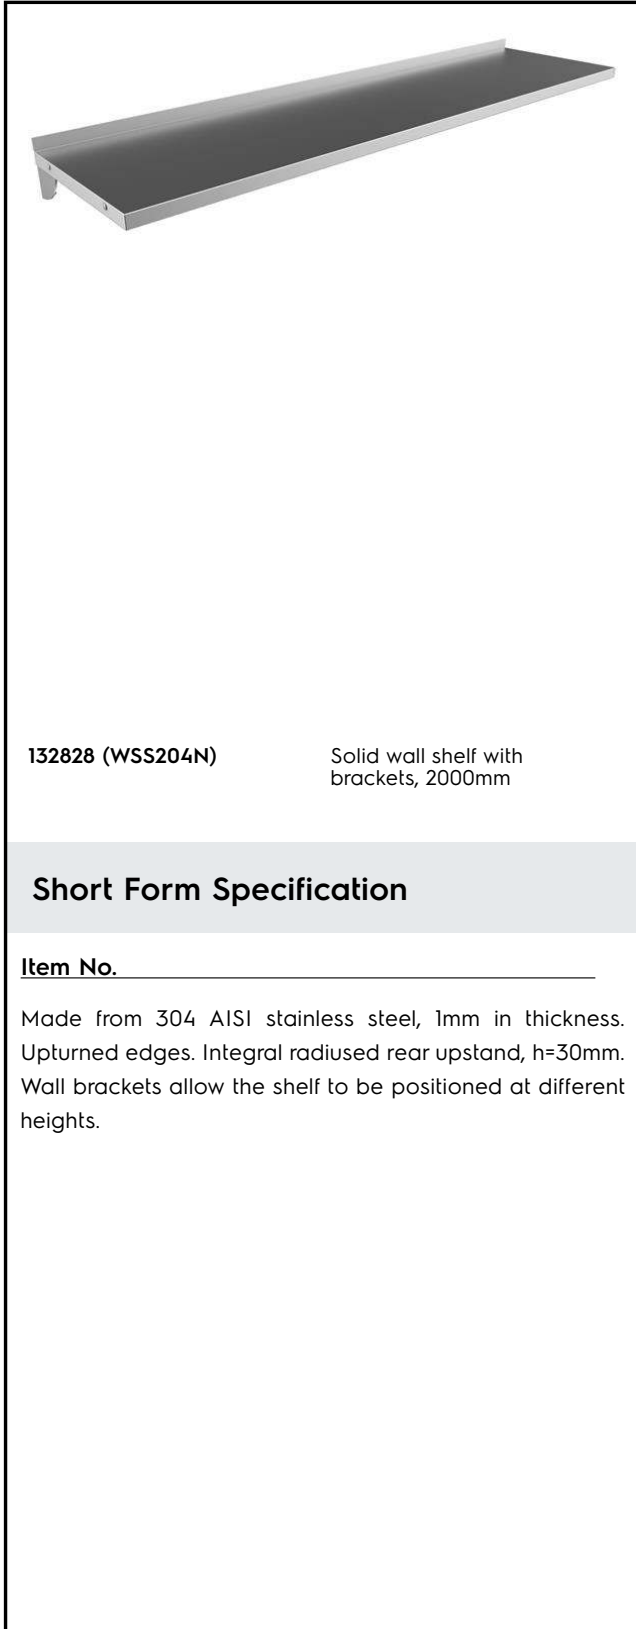 132828 (WSS204N)
Solid wall shelf with
brackets, 2000mm
Short Form Specification
Item No.
Made from 304 AISI stainless steel, 1mm in thickness.
Upturned edges. Integral radiused rear upstand, h=30mm.
Wall brackets allow the shelf to be positioned at different
heights.